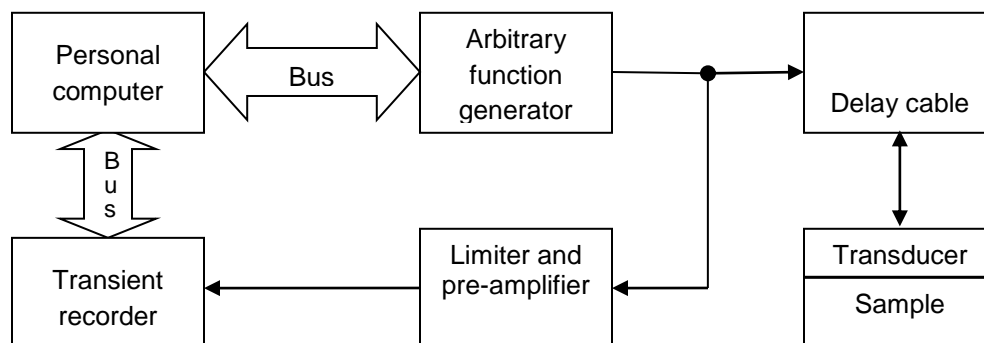 Personal
computer
Bus
Arbitrary
function
generator
Delay cable
B
u
s
Transient
recorder
Limiter and
pre-amplifier
Transducer
Sample